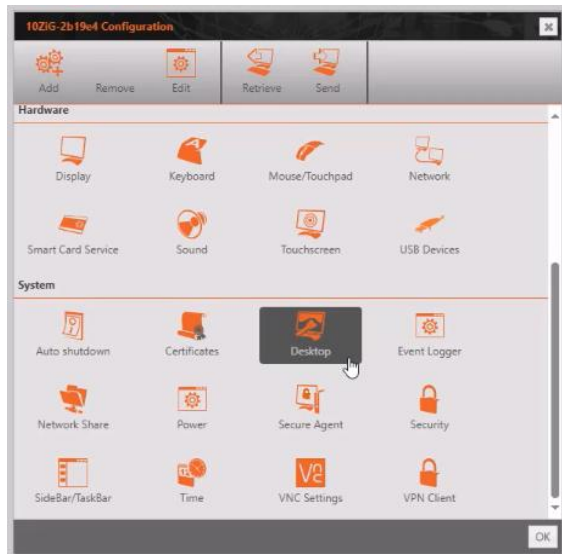 10ZiG-2b19e4 Configuration
Add Remove Edit Retrieve Send
Hardware
Display Keyboard Mouse/Touchpad Network
Smart Card Service Sound Touchscreen USB Devices
System
Auto shutdown Certificates Desktop Event Logger
Network Share Power Secure Agent Security
SideBar/TaskBar Time VNC Settings VPN Client
OK